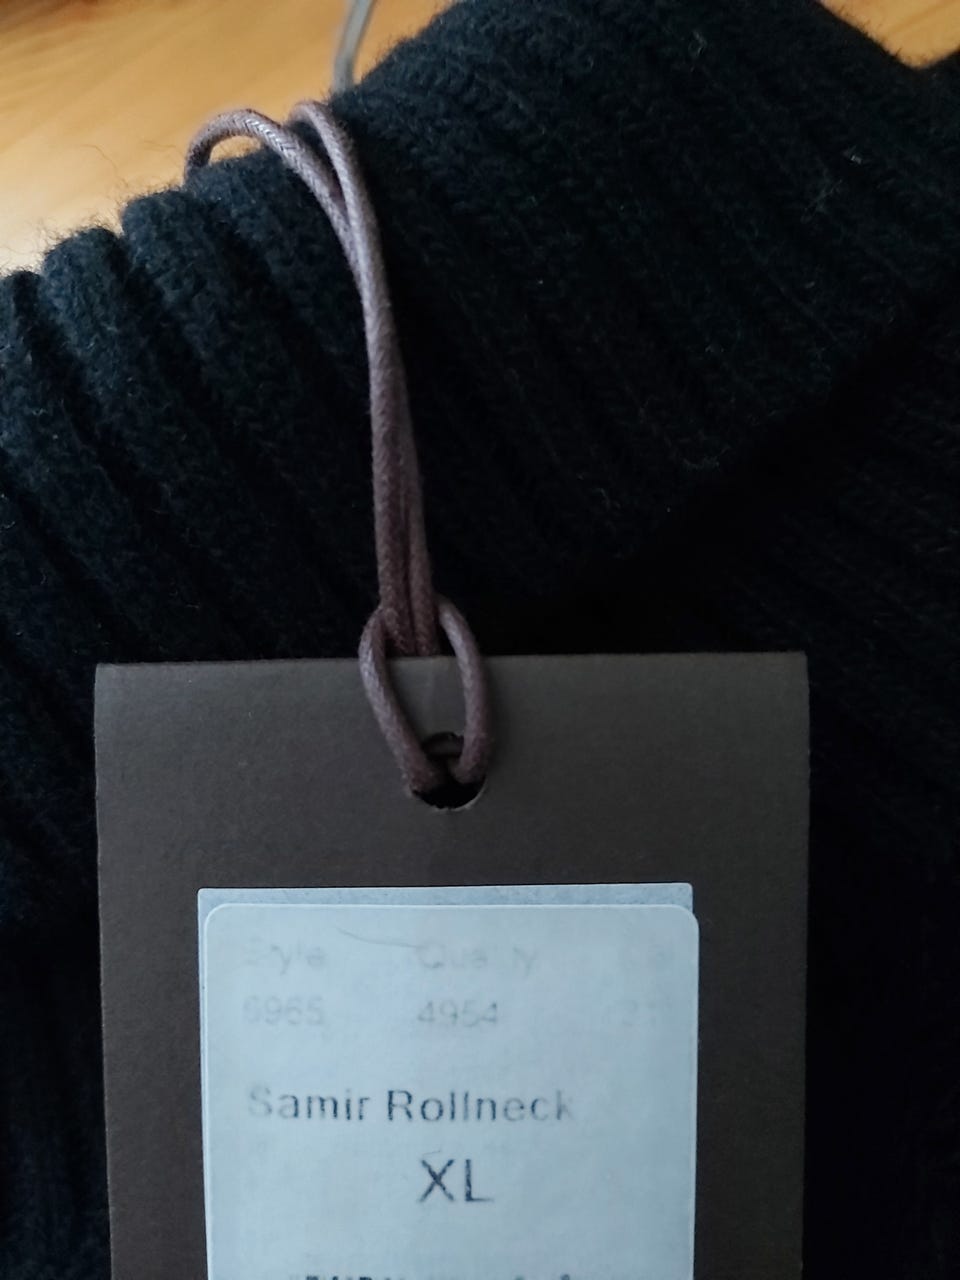 Style Quality
6965 4954
Samir Rollneck
XL